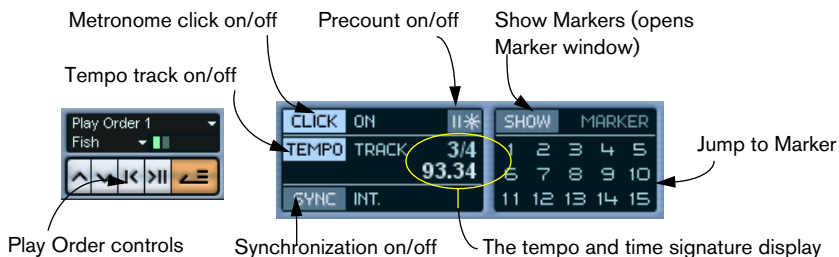 Metronome click on/off
Precount on/off
Show Markers (opens
Marker window)
Tempo track on/off
Play Order 1
Fish
CLICK ON
TEMPO TRACK 3/4
93.34
SYNC INT.
SHOW MARKER
1 2 3 4 5
6 7 8 9 10
11 12 13 14 15
Jump to Marker
Play Order controls
Synchronization on/off
The tempo and time signature display